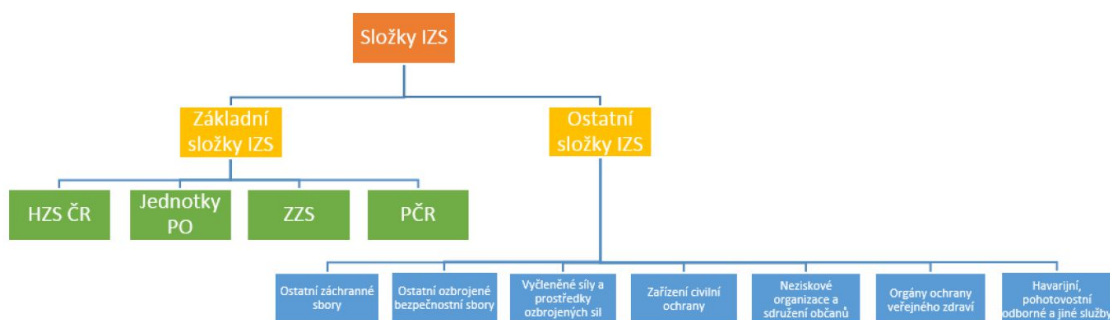 Složky IZS
Základní
složky IZS
Ostatní
složky IZS
HZS ČR
Jednotky
PO
ZZS
PČR
Ostatní záchranné
sbory
Ostatní ozbrojené
bezpečnostní sbory
Vyčleněné síly a
prostředky
ozbrojených sil
Zařízení civilní
ochrany
Neziskové
organizace a
sdružení občanů
Orgány ochrany
veřejného zdraví
Havarijní,
pohotovostní
odborné a jiné služby